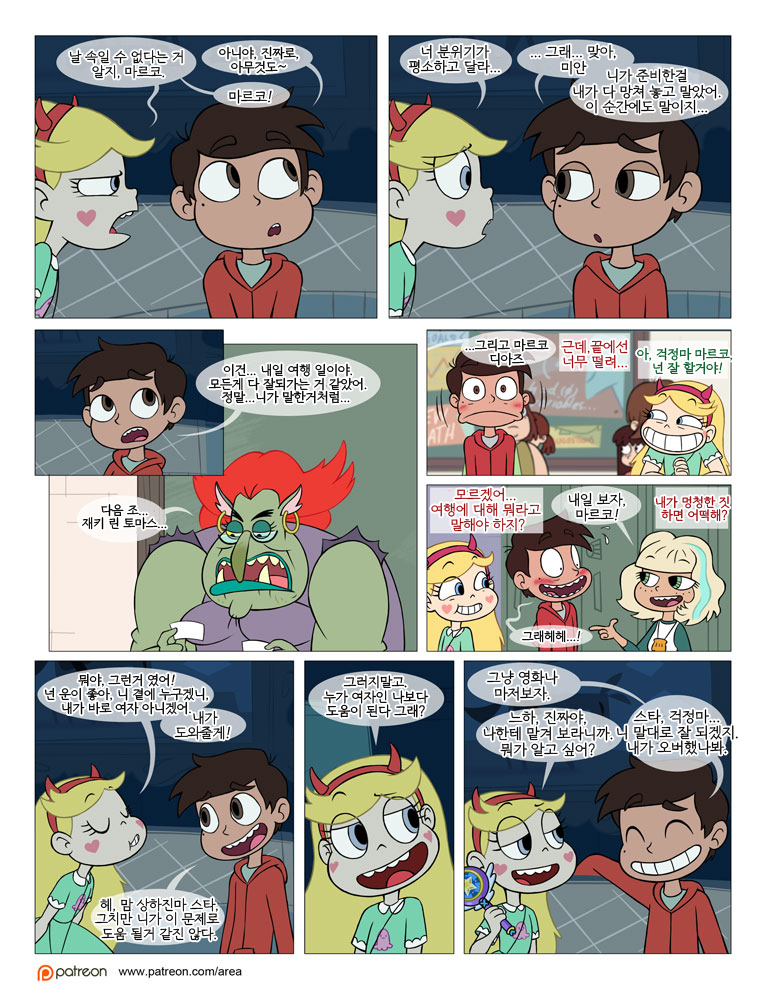 날 속일 수 없다는 거
알지, 마르코.
아니야, 진짜로,
아무것도~
마르코!
너 분위기가
평소하고 달라...
... 그래... 맞아,
미안
니가 준비한걸
내가 다 망쳐 놓고 말았어.
이 순간에도 말이지...
이건... 내일 여행 일이야.
모든게 다 잘되가는 거 같았어.
정말...니가 말한거처럼...
다음 조...
재키 린 토마스...
...그리고 마르코
디아즈
근데,끝에선
너무 떨려...
아, 걱정마 마르코,
넌 잘 할거야!
모르겠어...
여행에 대해 뭐라고
말해야 하지?
내일 보자,
마르코!
내가 멍청한 짓
하면 어떡해?
그래헤헤...!
뭐야, 그런거 였어!
넌 운이 좋아, 니 곁에 누구겠니,
내가 바로 여자 아니겠어.
내가
도와줄게!
헤, 맘 상하진마 스타,
그치만 니가 이 문제로
도움 될거 같진 않다.
그러지말고,
누가 여자인 나보다
도움이 된다 그래?
그냥 영화나
마저보자.
느하, 진짜야,
나한테 맡겨 보라니까.
뭐가 알고 싶어?
스타, 걱정마...
니 말대로 잘 되겠지.
내가 오버했나봐.
patreon
www.patreon.com/area